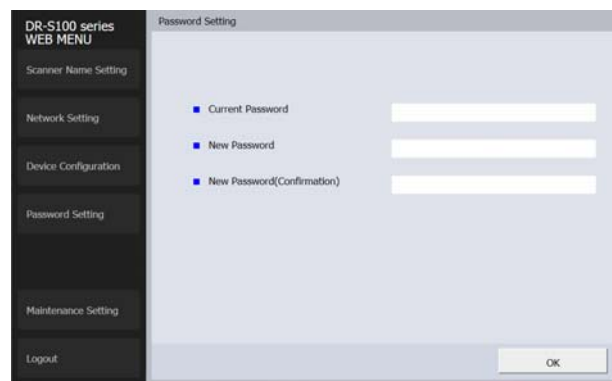 DR-S100 series
WEB MENU
Scanner Name Setting
Network Setting
Device Configuration
Password Setting
Maintenance Setting
Logout
Password Setting
Current Password
New Password
New Password(Confirmation)
OK